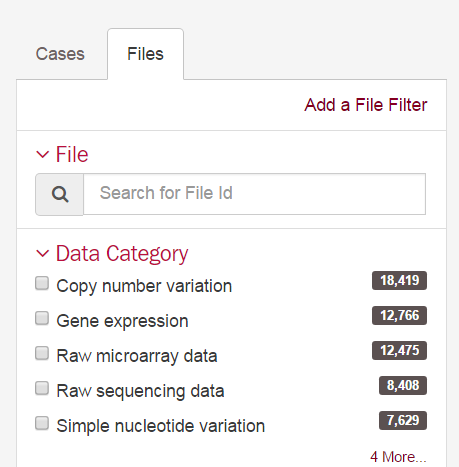 Cases Files
Add a File Filter
File
Search for File Id
Data Category
Copy number variation 18,419
Gene expression 12,766
Raw microarray data 12,475
Raw sequencing data 8,408
Simple nucleotide variation 7,629
4 More...